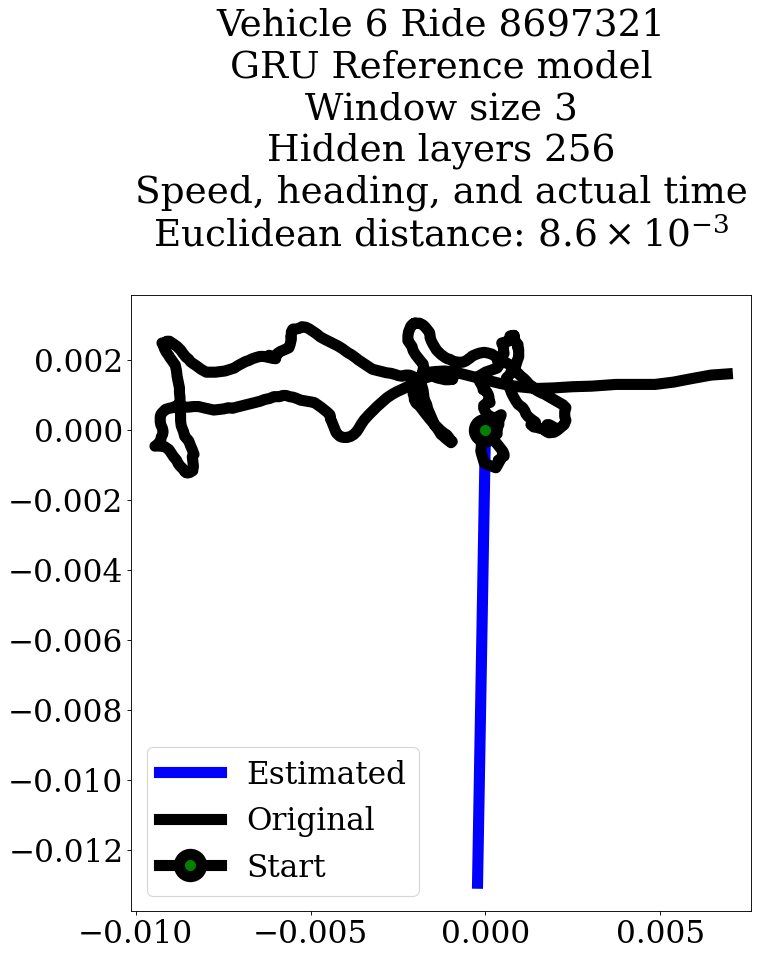 Vehicle 6 Ride 8697321
GRU Reference model
Window size 3
Hidden layers 256
Speed, heading, and actual time
Euclidean distance: 8.6 × 10⁻³
0.002
0.000
−0.002
−0.004
−0.006
−0.008
−0.010
−0.012
Estimated
Original
Start
−0.010 −0.005 0.000 0.005